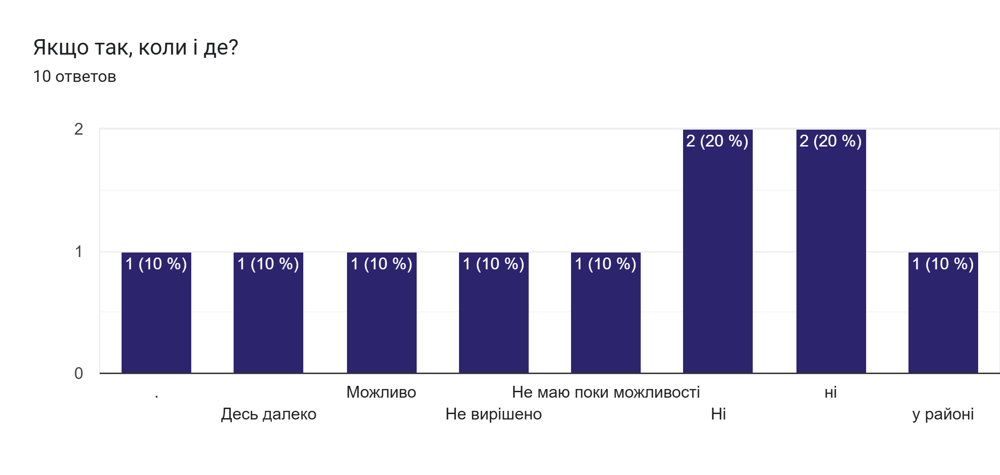 Якщо так, коли і де?
10 ответов
2
1
0
1 (10 %)
1 (10 %)
1 (10 %)
1 (10 %)
1 (10 %)
2 (20 %)
2 (20 %)
1 (10 %)
.
Десь далеко
Можливо
Не вирішено
Не маю поки можливості
Ні
ні
у районі